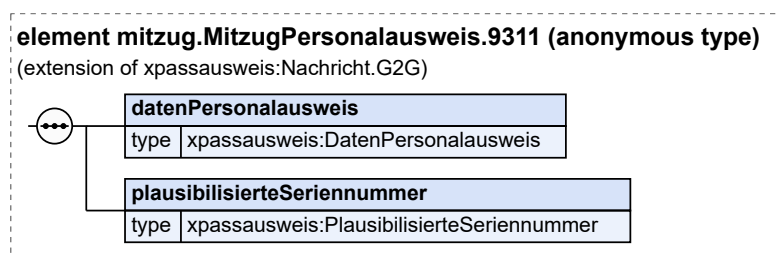 element mitzug.MitzugPersonalausweis.9311 (anonymous type)
(extension of xpassausweis:Nachricht.G2G)
datenPersonalausweis
type xpassausweis:DatenPersonalausweis
plausibilisierteSeriennummer
type xpassausweis:PlausibilisierteSeriennummer